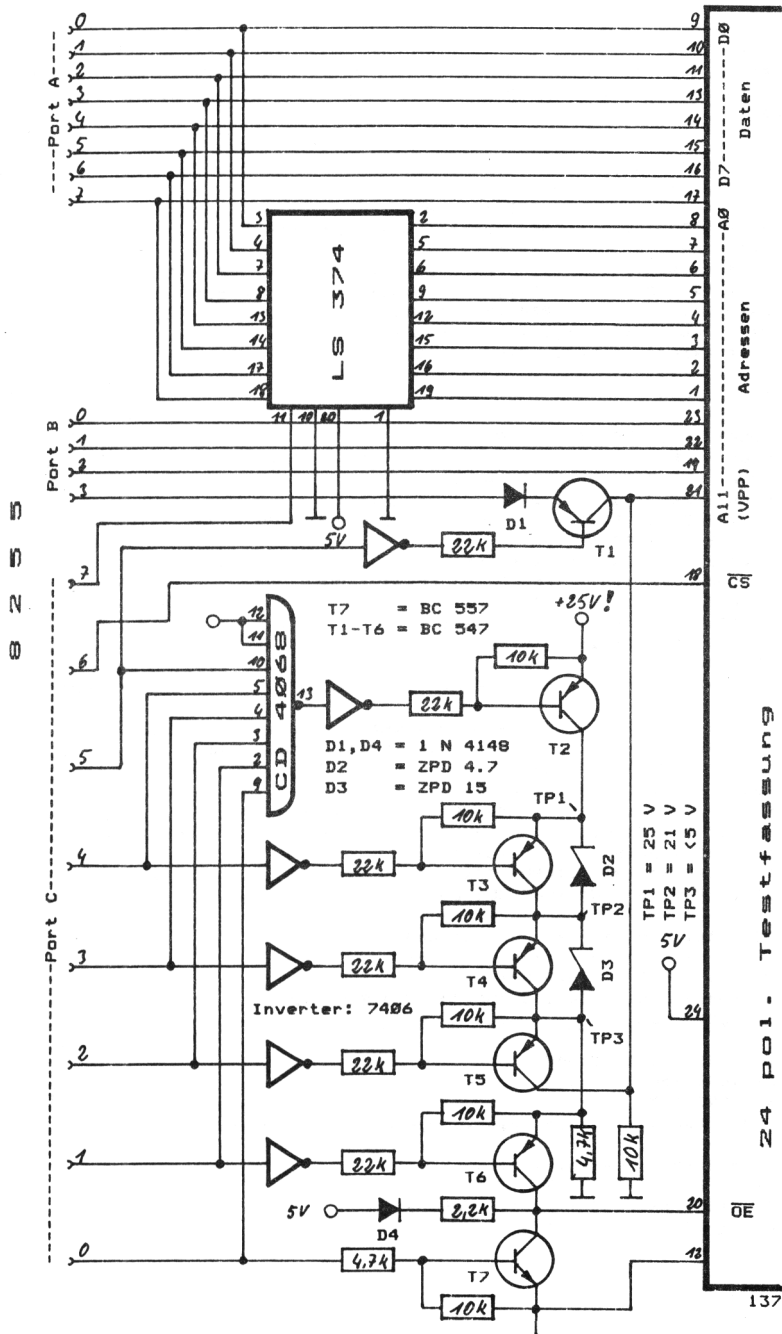 0 9
1 10
2 11
3 13
4 14
5 15
6 16
7 17
-----Port A----
D7------D0
Daten
3 2 8
4 5 7
7 6 6
8 9 5
13 12 4
14 15 3
17 16 2
18 19 1
LS 374
11 10 20 1
A11------------A0
Adressen
(VPP)
Port B
0 23
1 22
2 19
3 21
D1
T1
5V
22k
8 2 5 5
7
18 CS
6
5
12
11
10
5
4
3
2
9
13
CD 4068
T7 = BC 557
T1-T6 = BC 547
+25V!
10k
22k
T2
D1,D4 = 1 N 4148
D2 = ZPD 4.7
D3 = ZPD 15
TP1
10k
4
22k
T3
D2
TP2
10k
3
22k
T4
D3
TP1 = 25 V
TP2 = 21 V
TP3 = <5 V
5V
24
Inverter: 7406
10k
TP3
2
22k
T5
10k
1
22k
T6
4,7k
10k
5V
D4
2,2k
20 OE
0
4,7k
T7
12
10k
----------------Port C----------------
24 pol. Testfassung
137